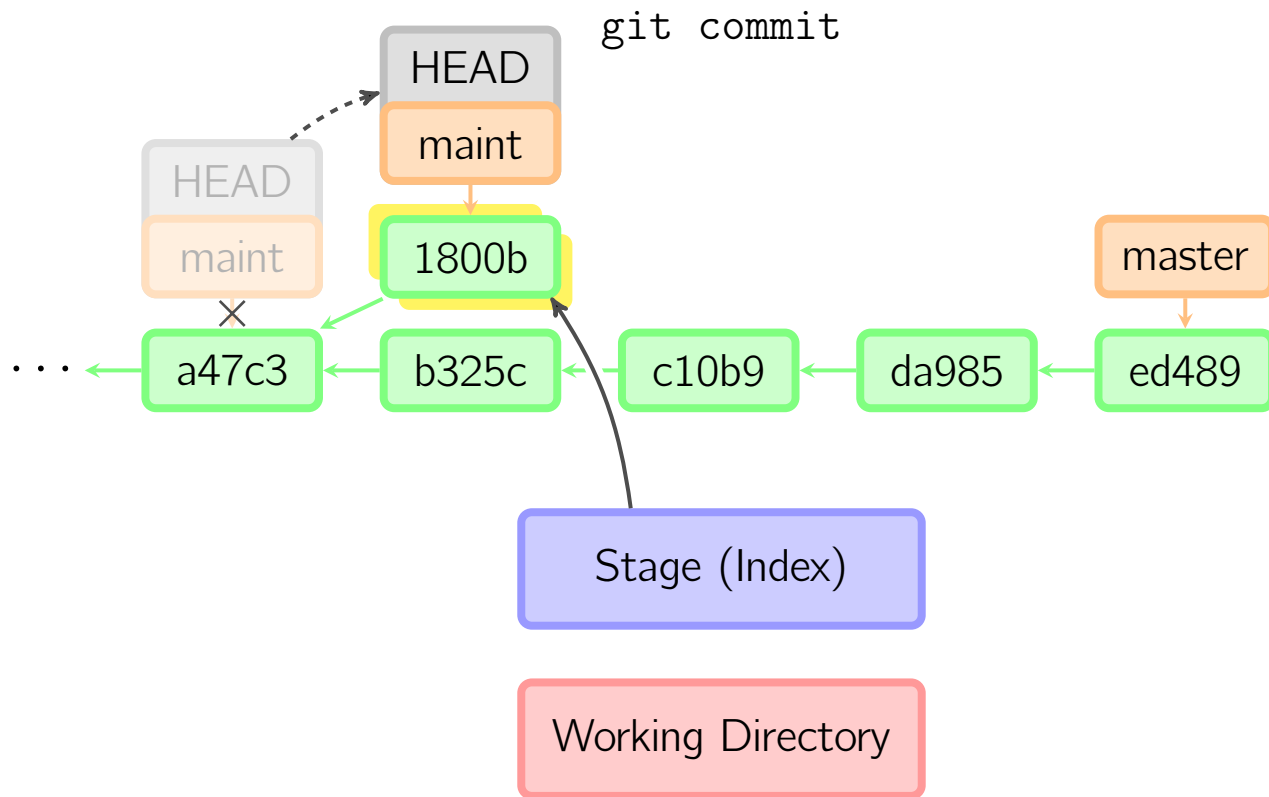 git commit
HEAD
maint
HEAD
maint
1800b
master
... a47c3 b325c c10b9 da985 ed489
Stage (Index)
Working Directory